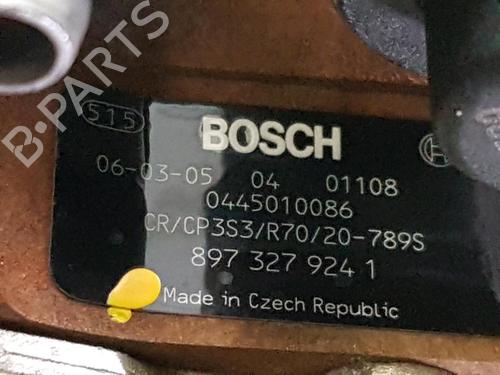 515
BOSCH
06-03-05 04 01108
0445010086
CR/CP3S3/R70/20-789S
897 327 924 1
Made in Czech Republic
B-PARTS